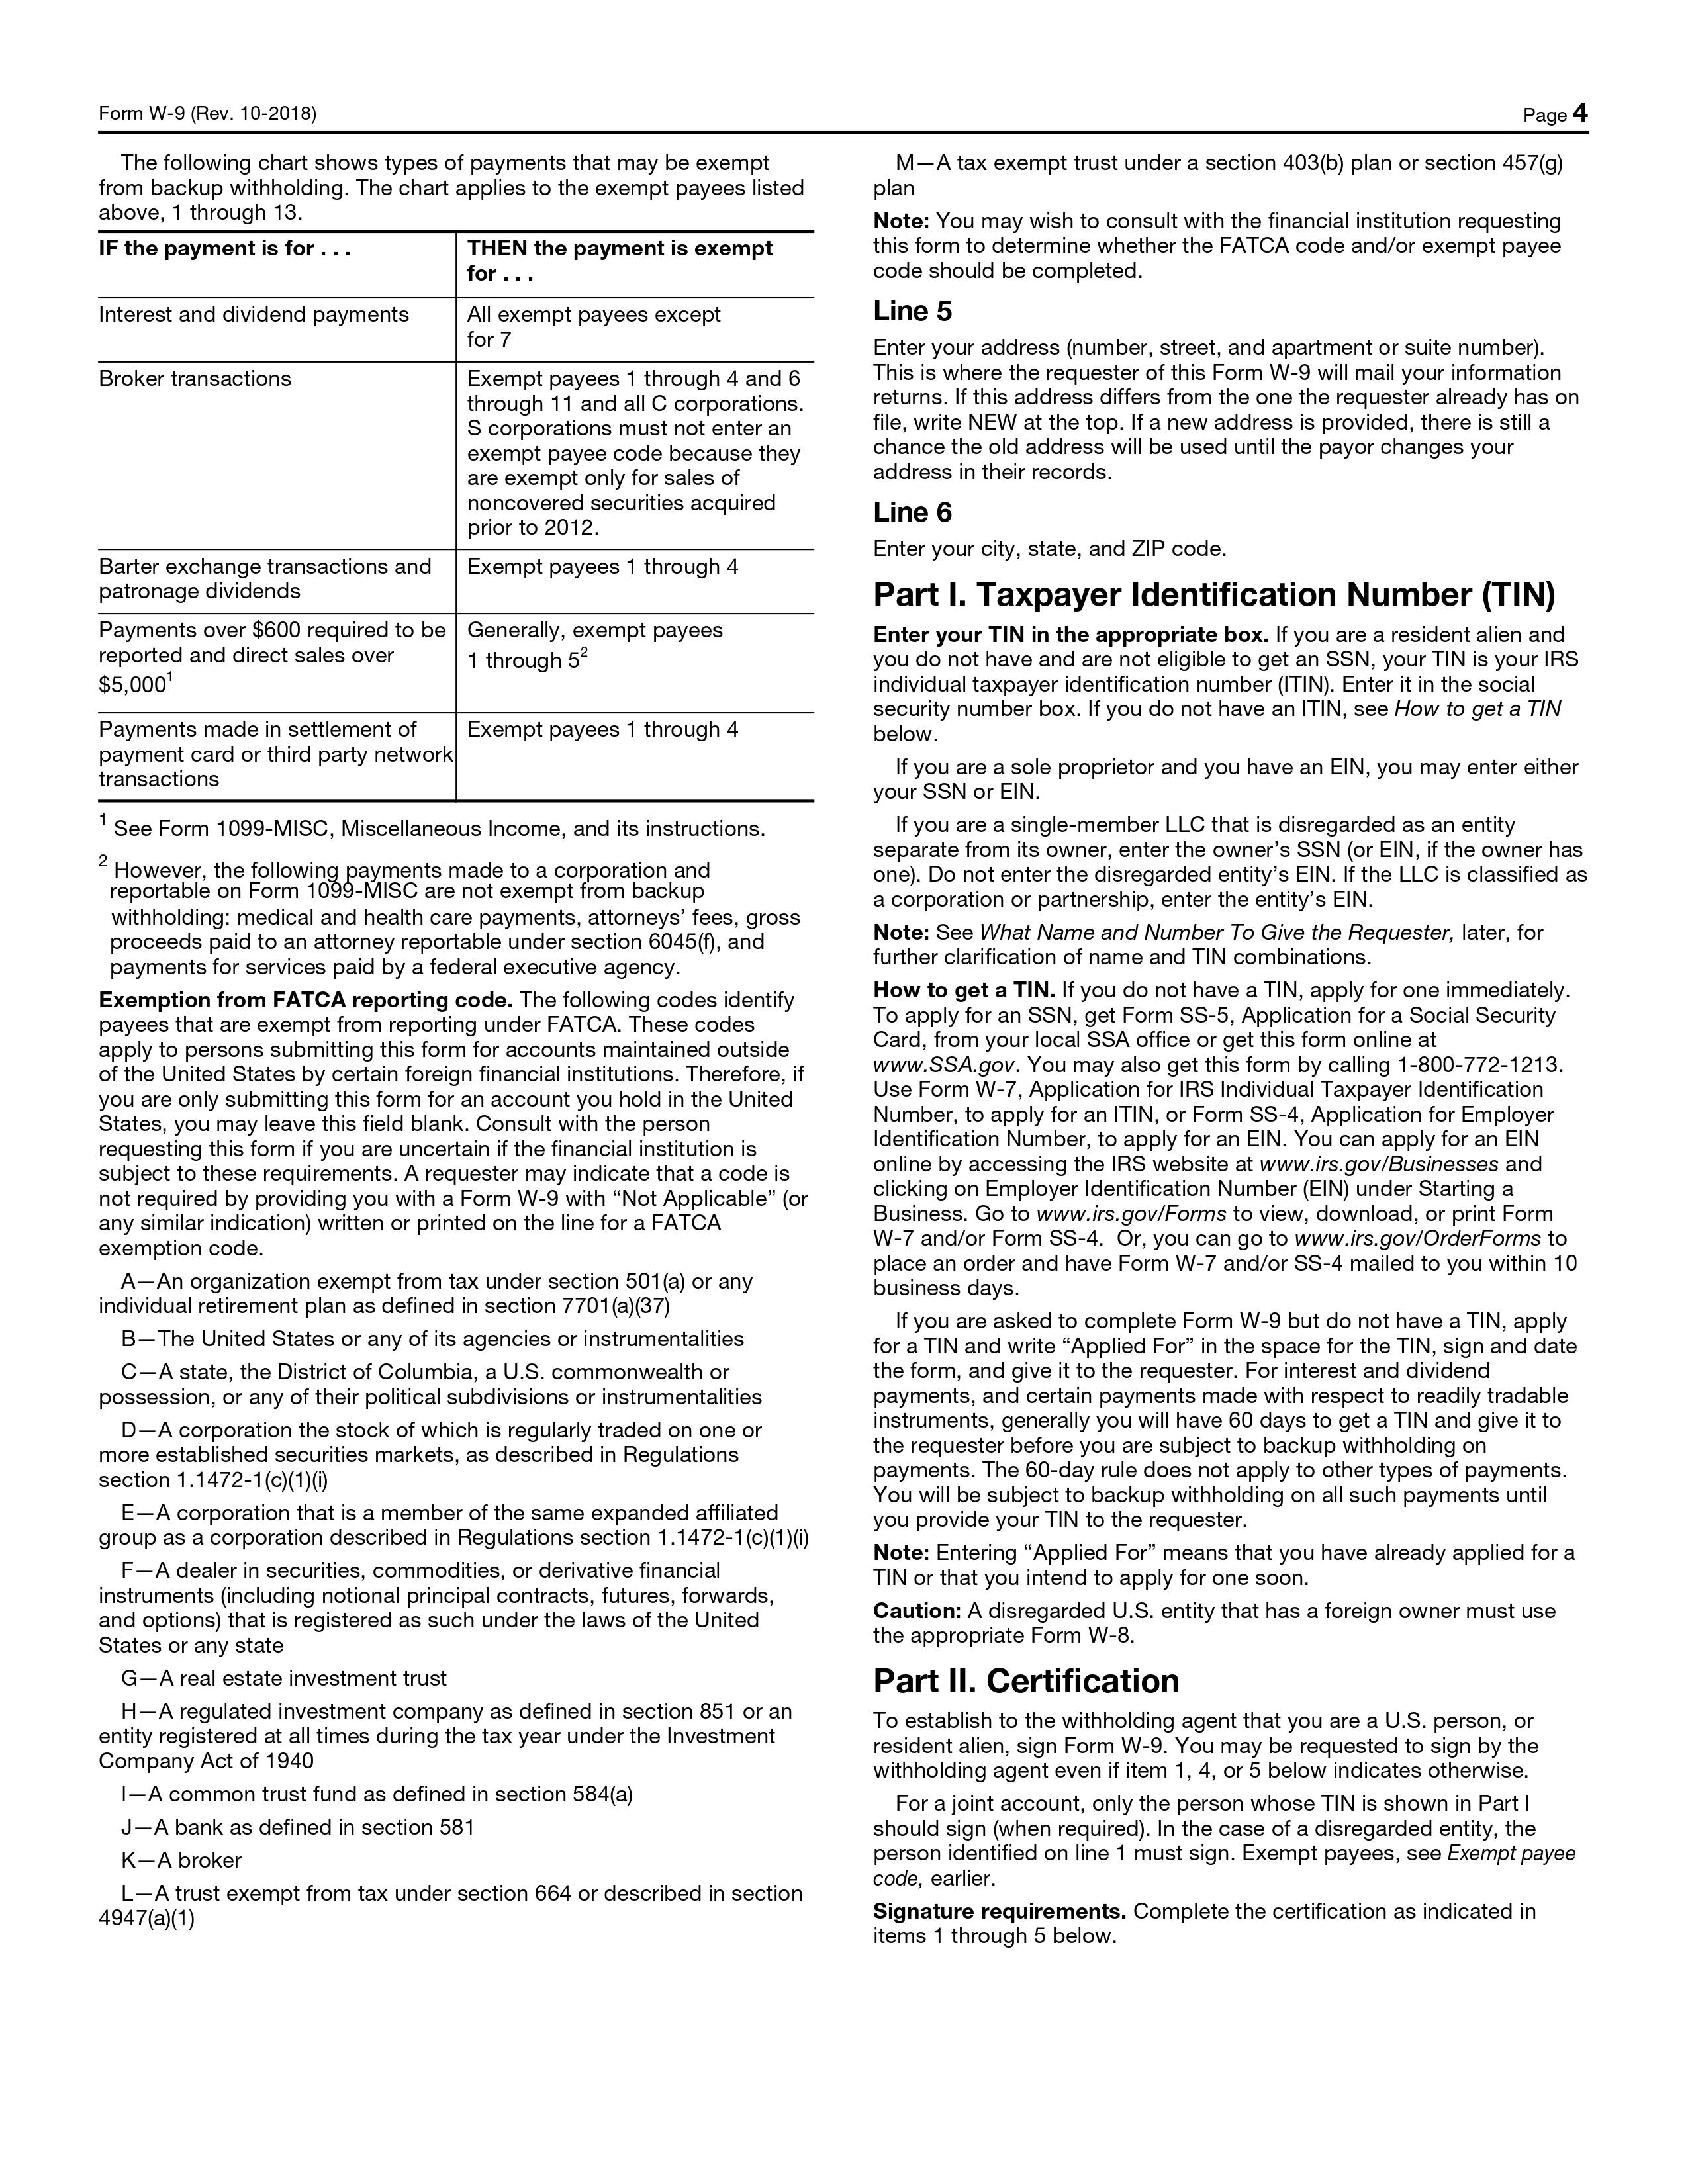 Form W-9 (Rev. 10-2018)
Page 4
The following chart shows types of payments that may be exempt
from backup withholding. The chart applies to the exempt payees listed
above, 1 through 13.
IF the payment is for . . .
THEN the payment is exempt
for . . .
Interest and dividend payments
All exempt payees except
for 7
Broker transactions
Exempt payees 1 through 4 and 6
through 11 and all C corporations.
S corporations must not enter an
exempt payee code because they
are exempt only for sales of
noncovered securities acquired
prior to 2012.
Barter exchange transactions and
patronage dividends
Exempt payees 1 through 4
Payments over $600 required to be
reported and direct sales over
$5,000¹
Generally, exempt payees
1 through 5²
Payments made in settlement of
payment card or third party network
transactions
Exempt payees 1 through 4
¹ See Form 1099-MISC, Miscellaneous Income, and its instructions.
² However, the following payments made to a corporation and
reportable on Form 1099-MISC are not exempt from backup
withholding: medical and health care payments, attorneys’ fees, gross
proceeds paid to an attorney reportable under section 6045(f), and
payments for services paid by a federal executive agency.
Exemption from FATCA reporting code. The following codes identify
payees that are exempt from reporting under FATCA. These codes
apply to persons submitting this form for accounts maintained outside
of the United States by certain foreign financial institutions. Therefore, if
you are only submitting this form for an account you hold in the United
States, you may leave this field blank. Consult with the person
requesting this form if you are uncertain if the financial institution is
subject to these requirements. A requester may indicate that a code is
not required by providing you with a Form W-9 with “Not Applicable” (or
any similar indication) written or printed on the line for a FATCA
exemption code.
A—An organization exempt from tax under section 501(a) or any
individual retirement plan as defined in section 7701(a)(37)
B—The United States or any of its agencies or instrumentalities
C—A state, the District of Columbia, a U.S. commonwealth or
possession, or any of their political subdivisions or instrumentalities
D—A corporation the stock of which is regularly traded on one or
more established securities markets, as described in Regulations
section 1.1472-1(c)(1)(i)
E—A corporation that is a member of the same expanded affiliated
group as a corporation described in Regulations section 1.1472-1(c)(1)(i)
F—A dealer in securities, commodities, or derivative financial
instruments (including notional principal contracts, futures, forwards,
and options) that is registered as such under the laws of the United
States or any state
G—A real estate investment trust
H—A regulated investment company as defined in section 851 or an
entity registered at all times during the tax year under the Investment
Company Act of 1940
I—A common trust fund as defined in section 584(a)
J—A bank as defined in section 581
K—A broker
L—A trust exempt from tax under section 664 or described in section
4947(a)(1)
M—A tax exempt trust under a section 403(b) plan or section 457(g)
plan
Note: You may wish to consult with the financial institution requesting
this form to determine whether the FATCA code and/or exempt payee
code should be completed.
Line 5
Enter your address (number, street, and apartment or suite number).
This is where the requester of this Form W-9 will mail your information
returns. If this address differs from the one the requester already has on
file, write NEW at the top. If a new address is provided, there is still a
chance the old address will be used until the payor changes your
address in their records.
Line 6
Enter your city, state, and ZIP code.
Part I. Taxpayer Identification Number (TIN)
Enter your TIN in the appropriate box. If you are a resident alien and
you do not have and are not eligible to get an SSN, your TIN is your IRS
individual taxpayer identification number (ITIN). Enter it in the social
security number box. If you do not have an ITIN, see How to get a TIN
below.
If you are a sole proprietor and you have an EIN, you may enter either
your SSN or EIN.
If you are a single-member LLC that is disregarded as an entity
separate from its owner, enter the owner’s SSN (or EIN, if the owner has
one). Do not enter the disregarded entity’s EIN. If the LLC is classified as
a corporation or partnership, enter the entity’s EIN.
Note: See What Name and Number To Give the Requester, later, for
further clarification of name and TIN combinations.
How to get a TIN. If you do not have a TIN, apply for one immediately.
To apply for an SSN, get Form SS-5, Application for a Social Security
Card, from your local SSA office or get this form online at
www.SSA.gov. You may also get this form by calling 1-800-772-1213.
Use Form W-7, Application for IRS Individual Taxpayer Identification
Number, to apply for an ITIN, or Form SS-4, Application for Employer
Identification Number, to apply for an EIN. You can apply for an EIN
online by accessing the IRS website at www.irs.gov/Businesses and
clicking on Employer Identification Number (EIN) under Starting a
Business. Go to www.irs.gov/Forms to view, download, or print Form
W-7 and/or Form SS-4. Or, you can go to www.irs.gov/OrderForms to
place an order and have Form W-7 and/or SS-4 mailed to you within 10
business days.
If you are asked to complete Form W-9 but do not have a TIN, apply
for a TIN and write “Applied For” in the space for the TIN, sign and date
the form, and give it to the requester. For interest and dividend
payments, and certain payments made with respect to readily tradable
instruments, generally you will have 60 days to get a TIN and give it to
the requester before you are subject to backup withholding on
payments. The 60-day rule does not apply to other types of payments.
You will be subject to backup withholding on all such payments until
you provide your TIN to the requester.
Note: Entering “Applied For” means that you have already applied for a
TIN or that you intend to apply for one soon.
Caution: A disregarded U.S. entity that has a foreign owner must use
the appropriate Form W-8.
Part II. Certification
To establish to the withholding agent that you are a U.S. person, or
resident alien, sign Form W-9. You may be requested to sign by the
withholding agent even if item 1, 4, or 5 below indicates otherwise.
For a joint account, only the person whose TIN is shown in Part I
should sign (when required). In the case of a disregarded entity, the
person identified on line 1 must sign. Exempt payees, see Exempt payee
code, earlier.
Signature requirements. Complete the certification as indicated in
items 1 through 5 below.